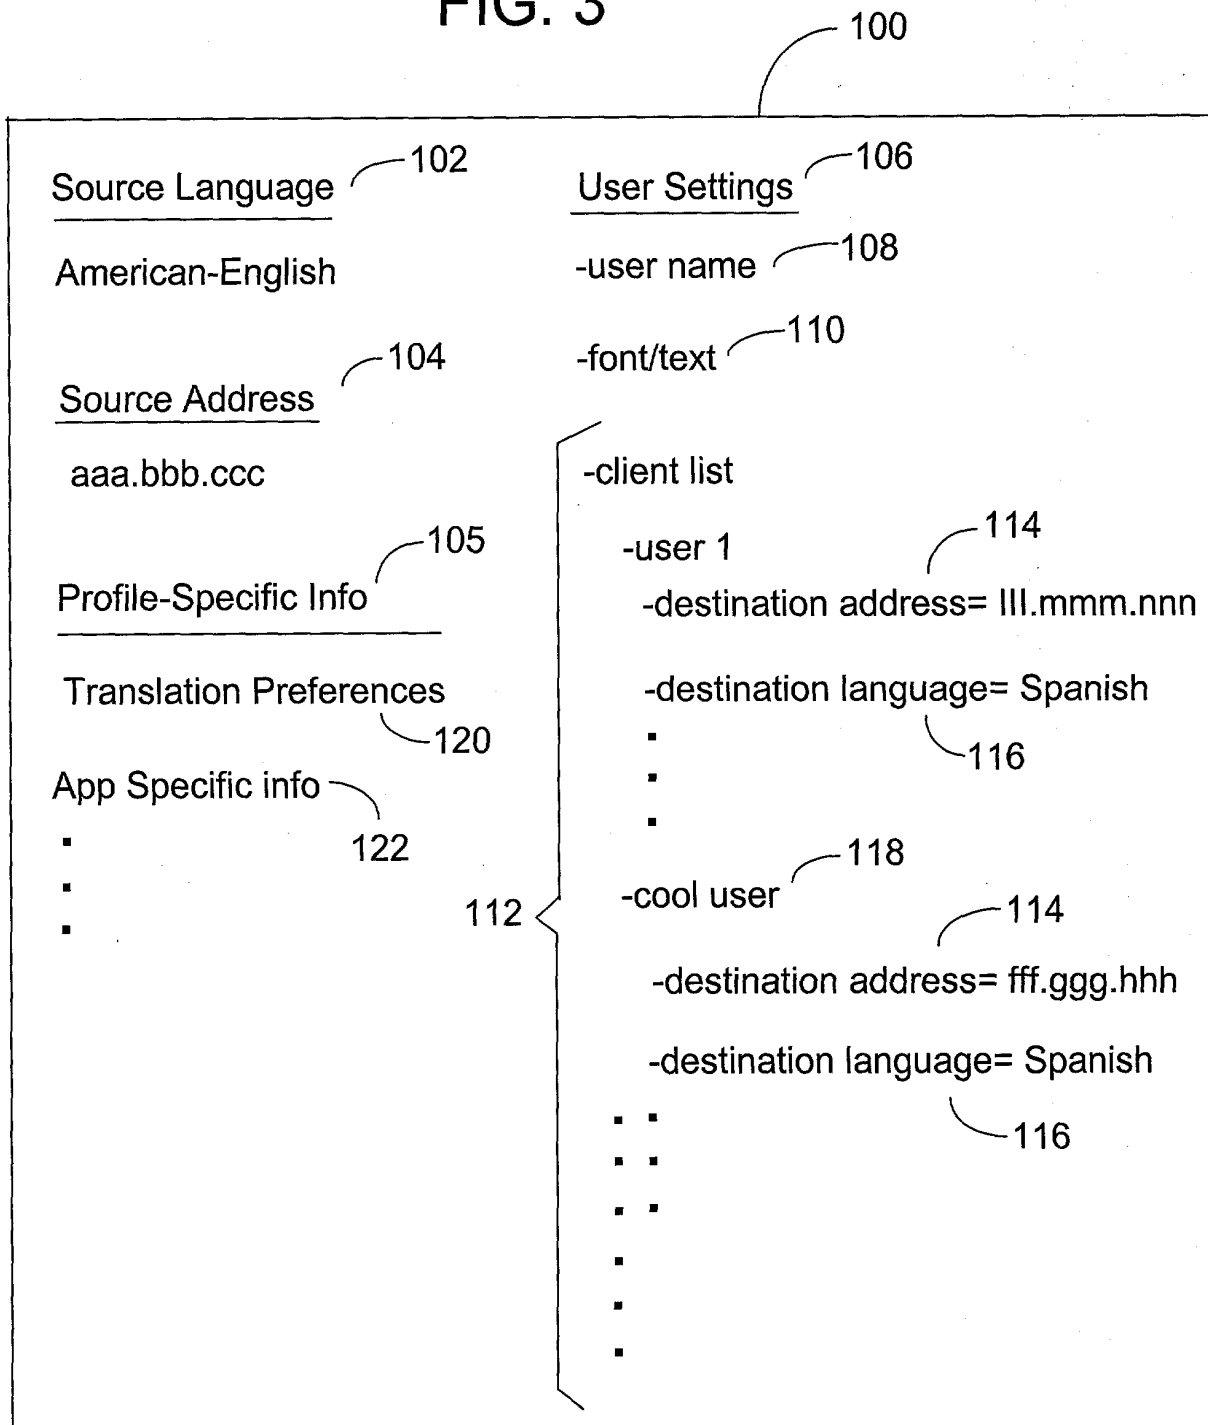 FIG. 3
100
Source Language 102
American-English
Source Address 104
aaa.bbb.ccc
Profile-Specific Info 105
Translation Preferences
120
App Specific info
122
User Settings 106
-user name 108
-font/text 110
112
-client list
-user 1
114
-destination address= lll.mmm.nnn
-destination language= Spanish
116
-cool user 118
114
-destination address= fff.ggg.hhh
-destination language= Spanish
116